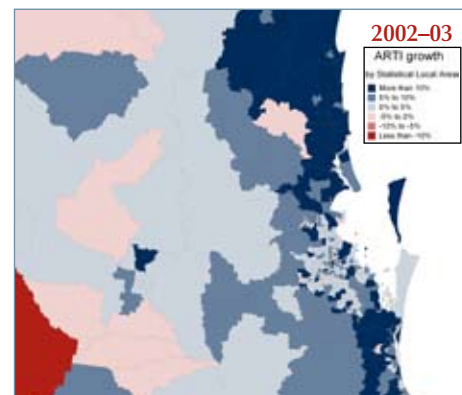 2002–03
ARTI growth
by Statistical Local Areas
More than 10%
5% to 10%
0% to 5%
-5% to 0%
-10% to -5%
Less than -10%